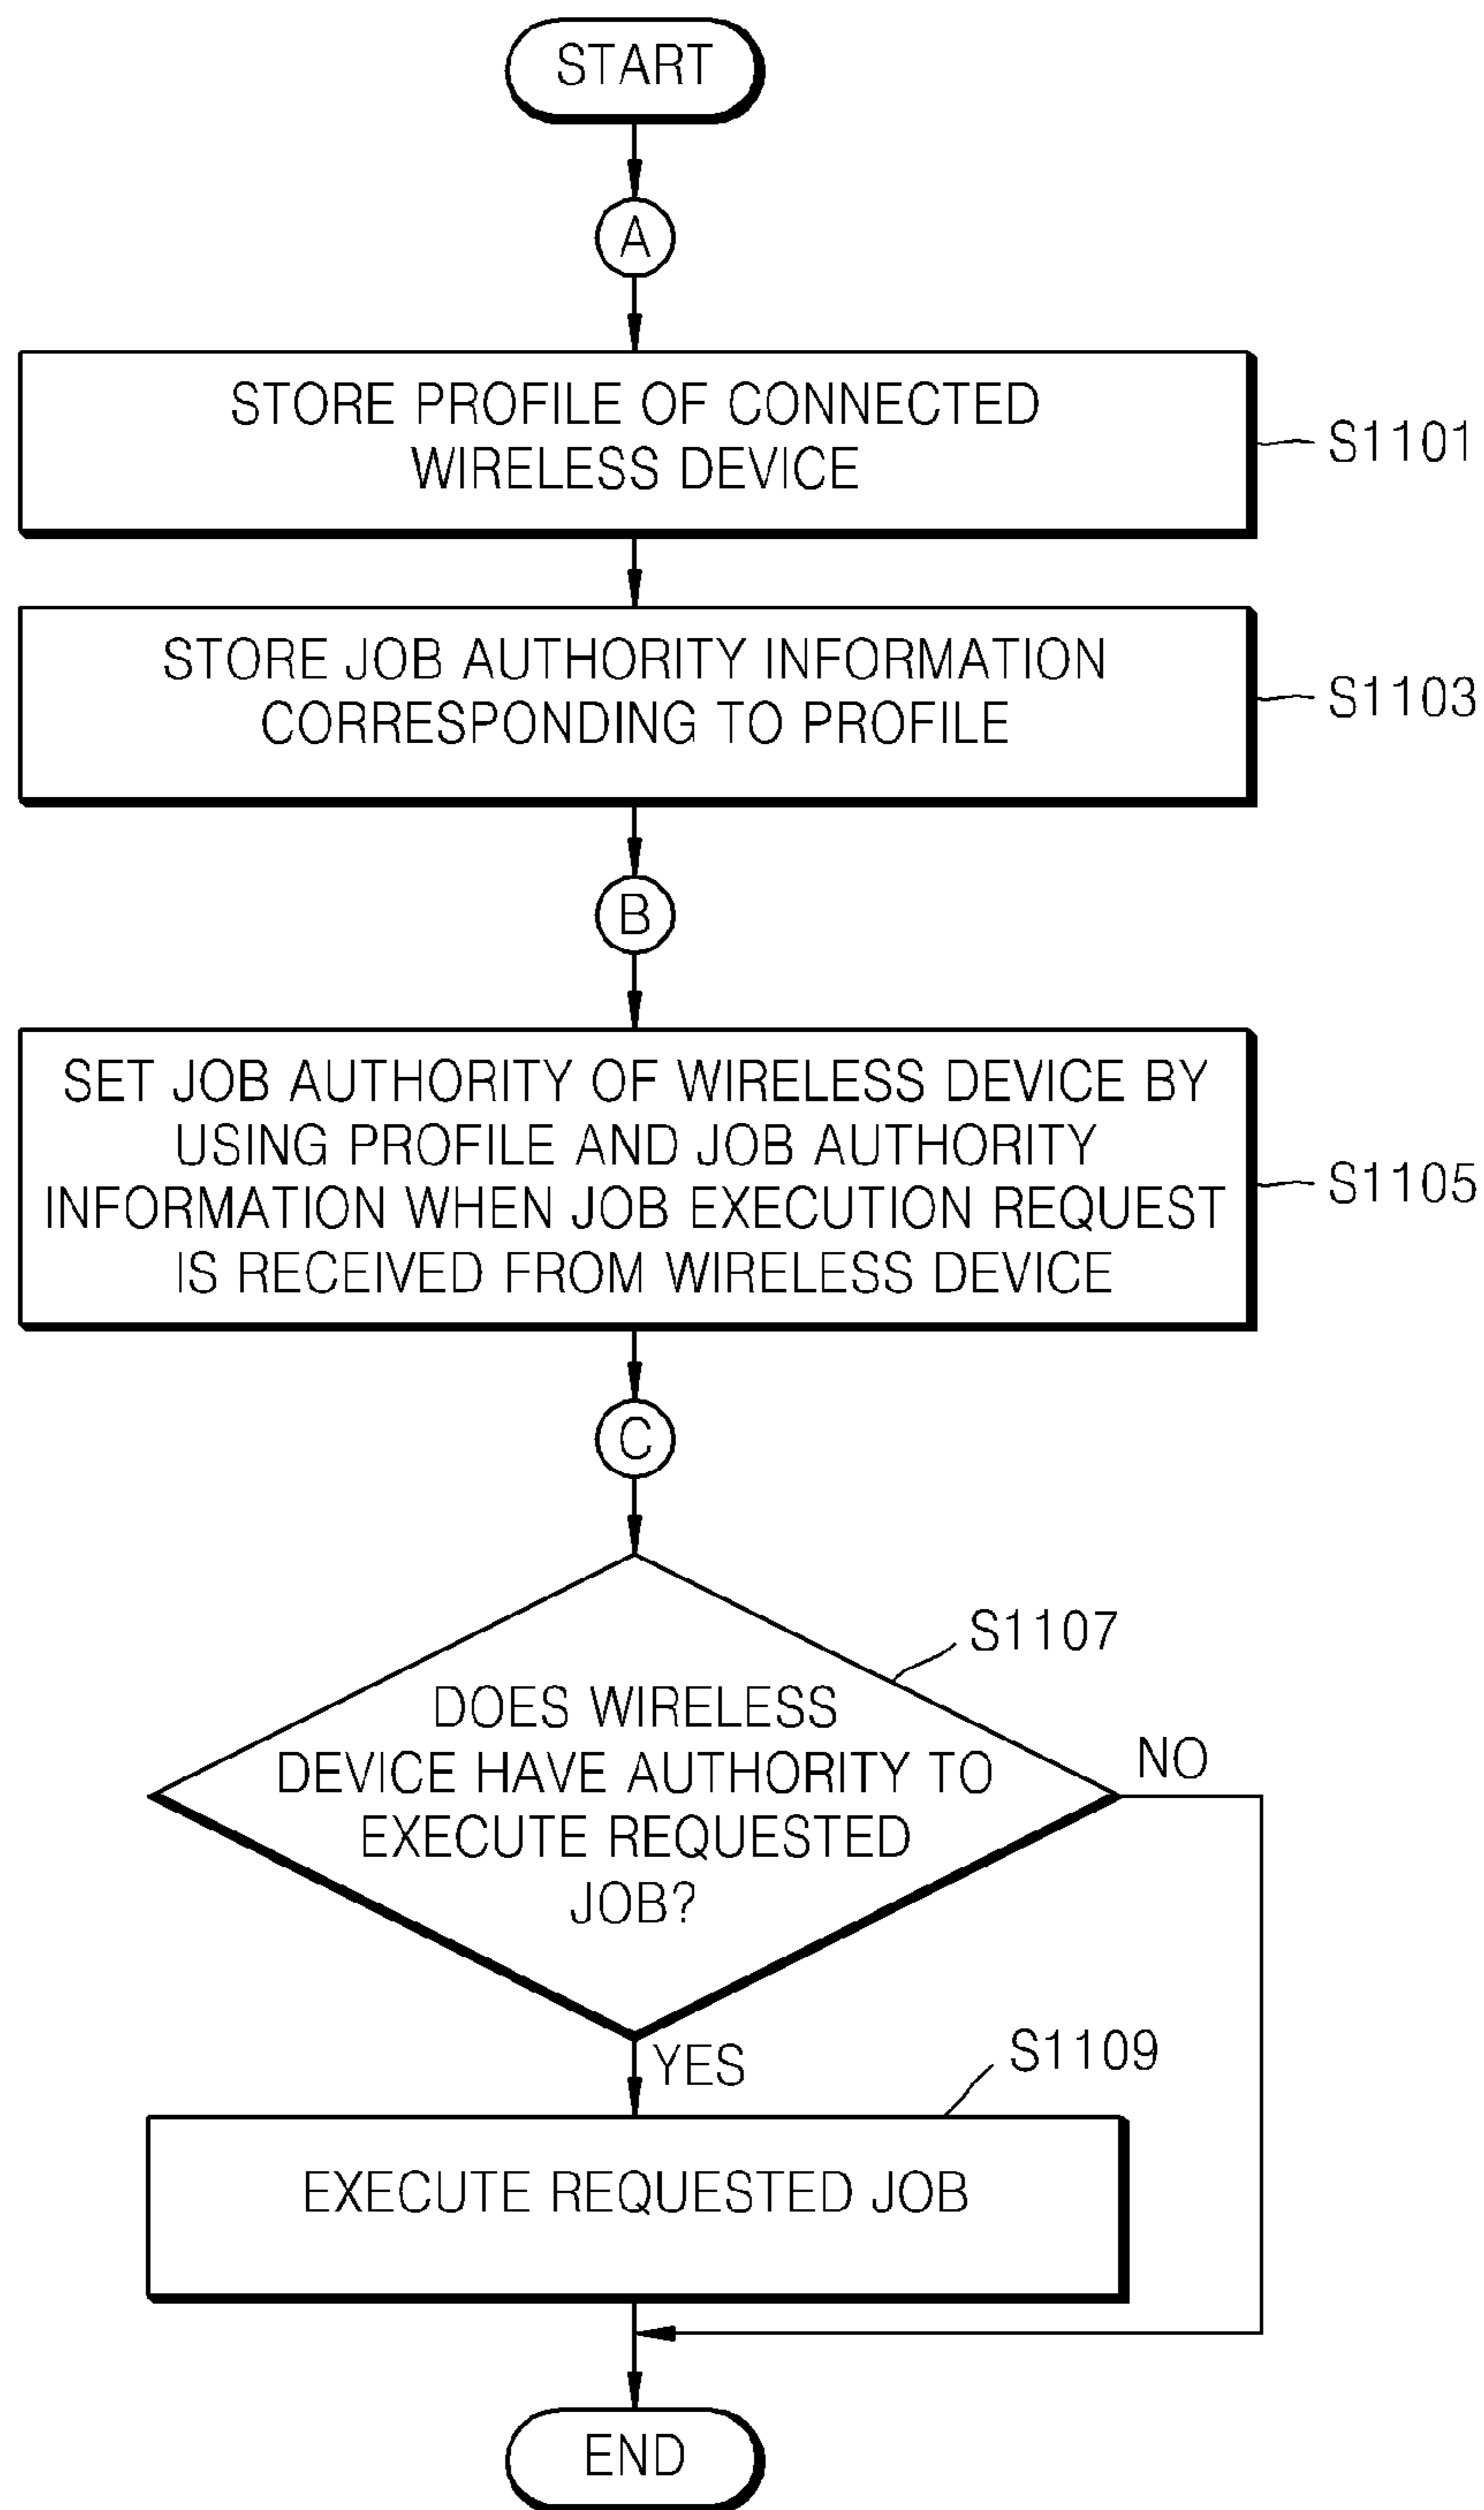 START
A
STORE PROFILE OF CONNECTED
WIRELESS DEVICE
S1101
STORE JOB AUTHORITY INFORMATION
CORRESPONDING TO PROFILE
S1103
B
SET JOB AUTHORITY OF WIRELESS DEVICE BY
USING PROFILE AND JOB AUTHORITY
INFORMATION WHEN JOB EXECUTION REQUEST
IS RECEIVED FROM WIRELESS DEVICE
S1105
C
S1107
DOES WIRELESS
DEVICE HAVE AUTHORITY TO
EXECUTE REQUESTED
JOB?
NO
YES
S1109
EXECUTE REQUESTED JOB
END